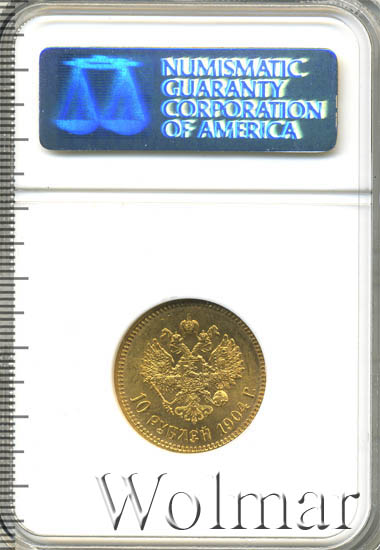 NUMISMATIC
GUARANTY
CORPORATION
OF AMERICA
10 РУБЛЕЙ 1904 Г.
Wolmar